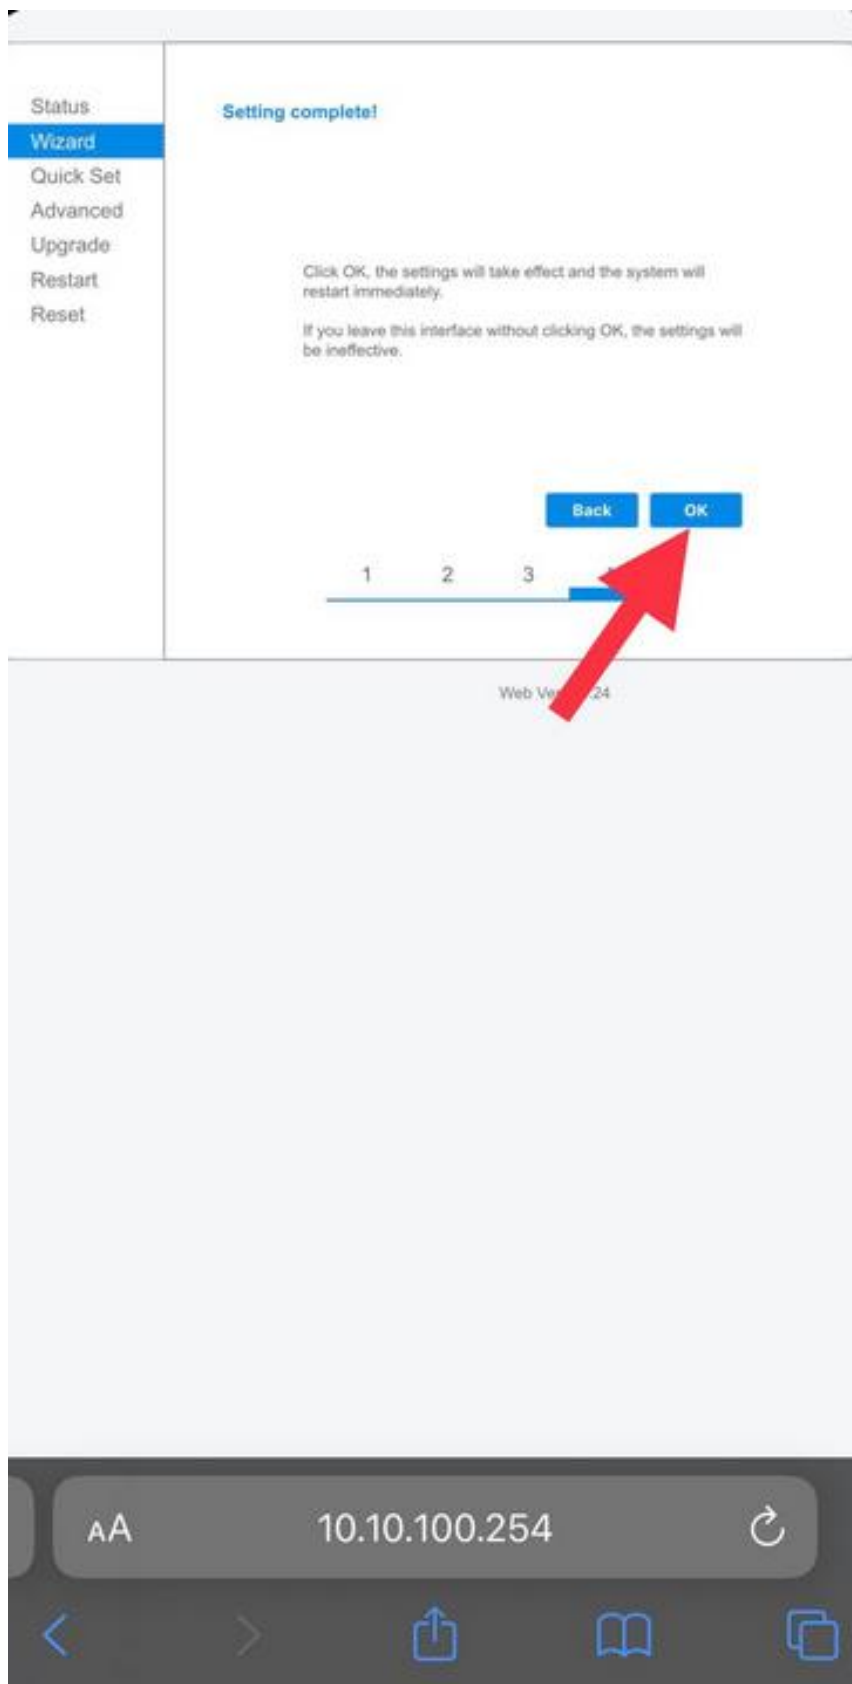 Status
Wizard
Quick Set
Advanced
Upgrade
Restart
Reset
Setting complete!
Click OK, the settings will take effect and the system will
restart immediately.
If you leave this interface without clicking OK, the settings will
be ineffective.
Back
OK
1 2 3
Web 24
AA
10.10.100.254